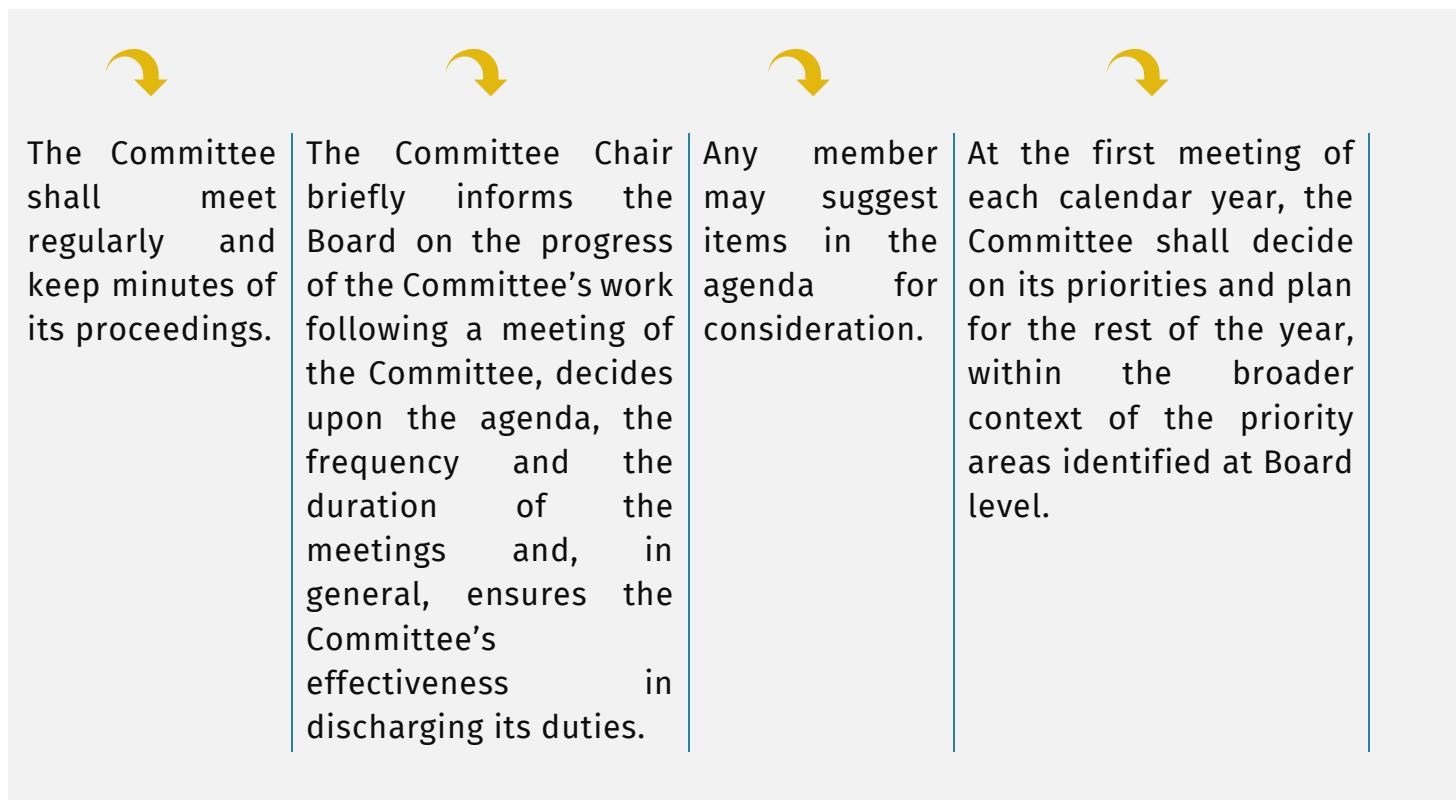 The Committee
shall meet
regularly and
keep minutes of
its proceedings.
The Committee Chair
briefly informs the
Board on the progress
of the Committee’s work
following a meeting of
the Committee, decides
upon the agenda, the
frequency and the
duration of the
meetings and, in
general, ensures the
Committee’s
effectiveness in
discharging its duties.
Any member
may suggest
items in the
agenda for
consideration.
At the first meeting of
each calendar year, the
Committee shall decide
on its priorities and plan
for the rest of the year,
within the broader
context of the priority
areas identified at Board
level.